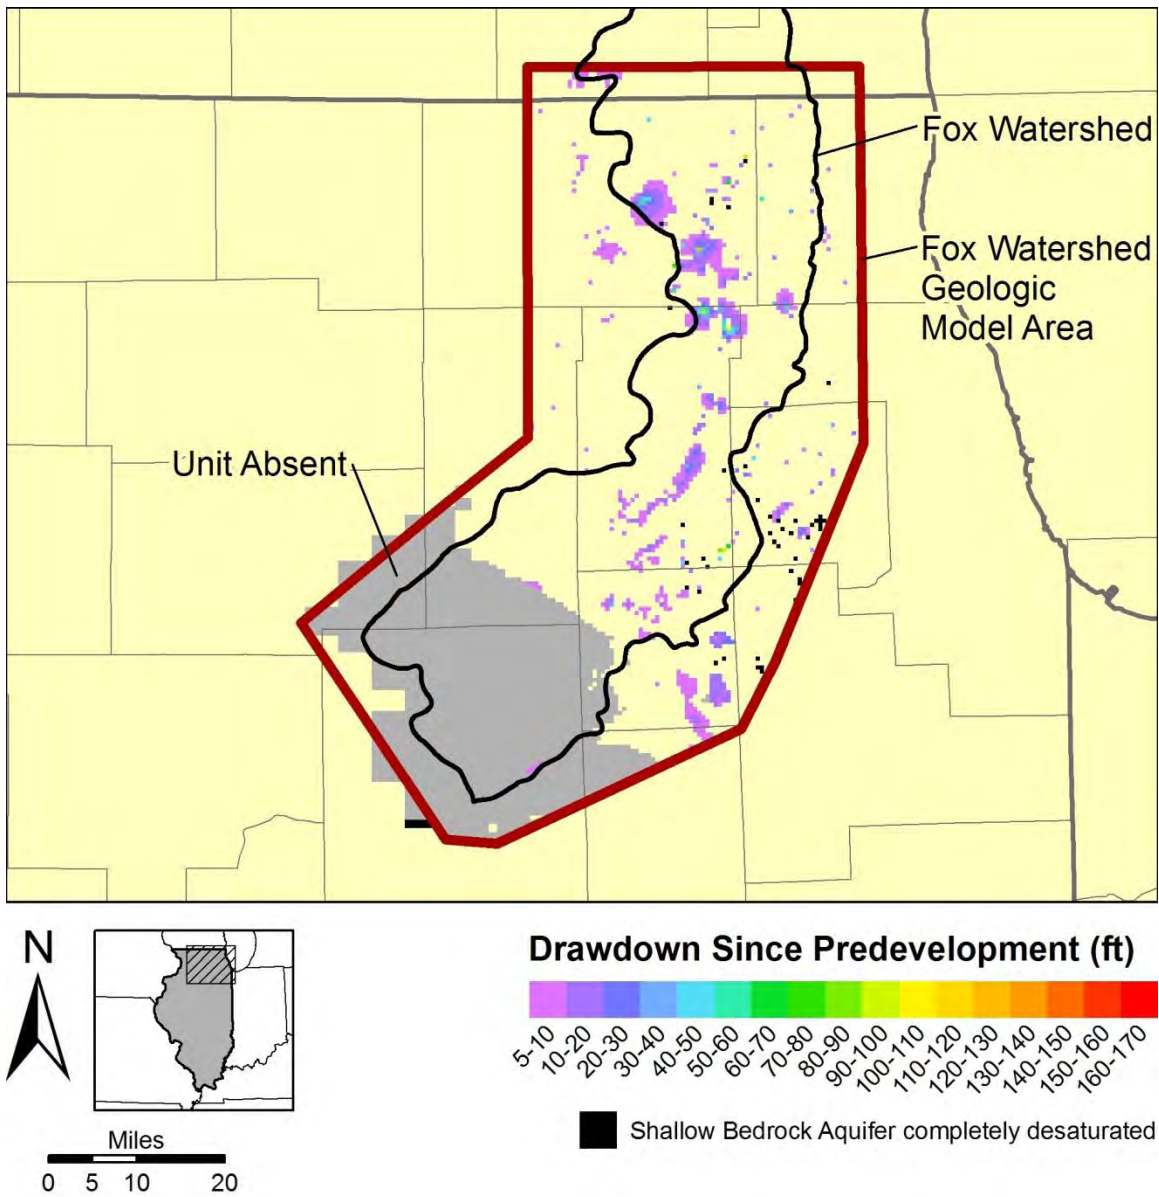 Fox Watershed
Fox Watershed
Geologic
Model Area
Unit Absent
N
Miles
0 5 10 20
Drawdown Since Predevelopment (ft)
5-10 10-20 20-30 30-40 40-50 50-60 60-70 70-80 80-90 90-100 100-110 120-130 130-140 140-150 150-160 160-170
Shallow Bedrock Aquifer completely desaturated